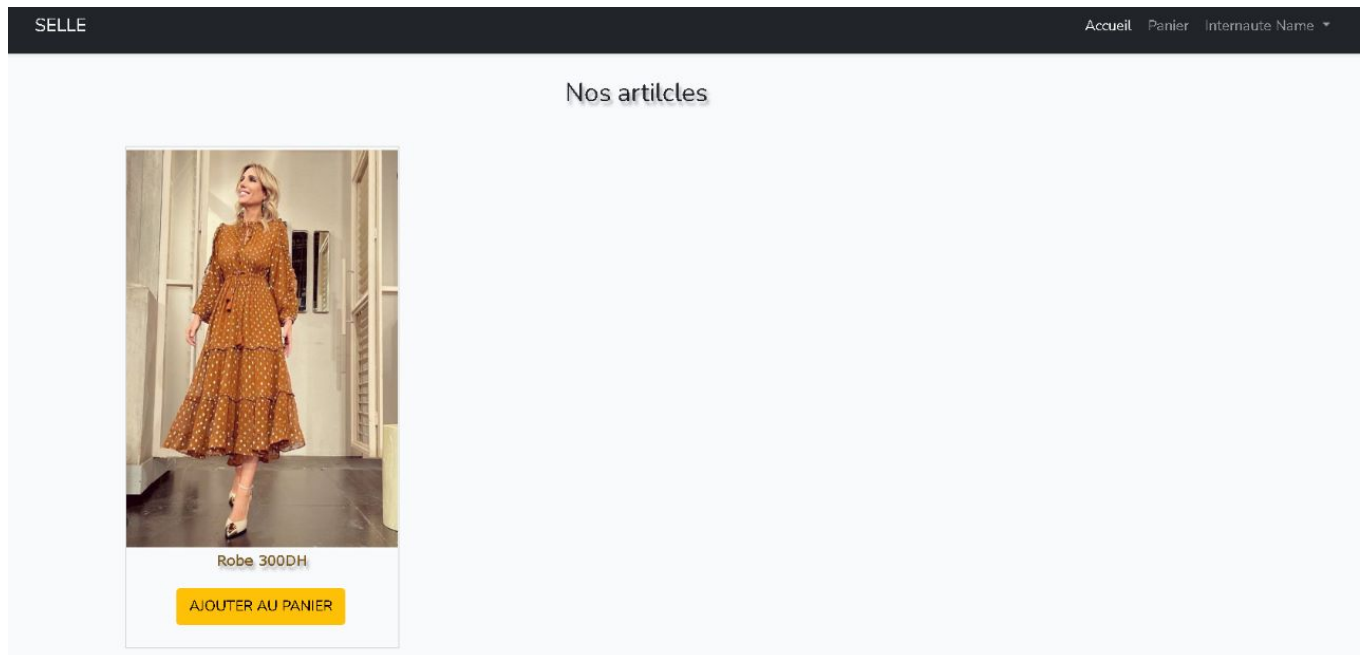 SELLE
Accueil Panier Internaute Name
Nos artilcles
Robe 300DH
AJOUTER AU PANIER